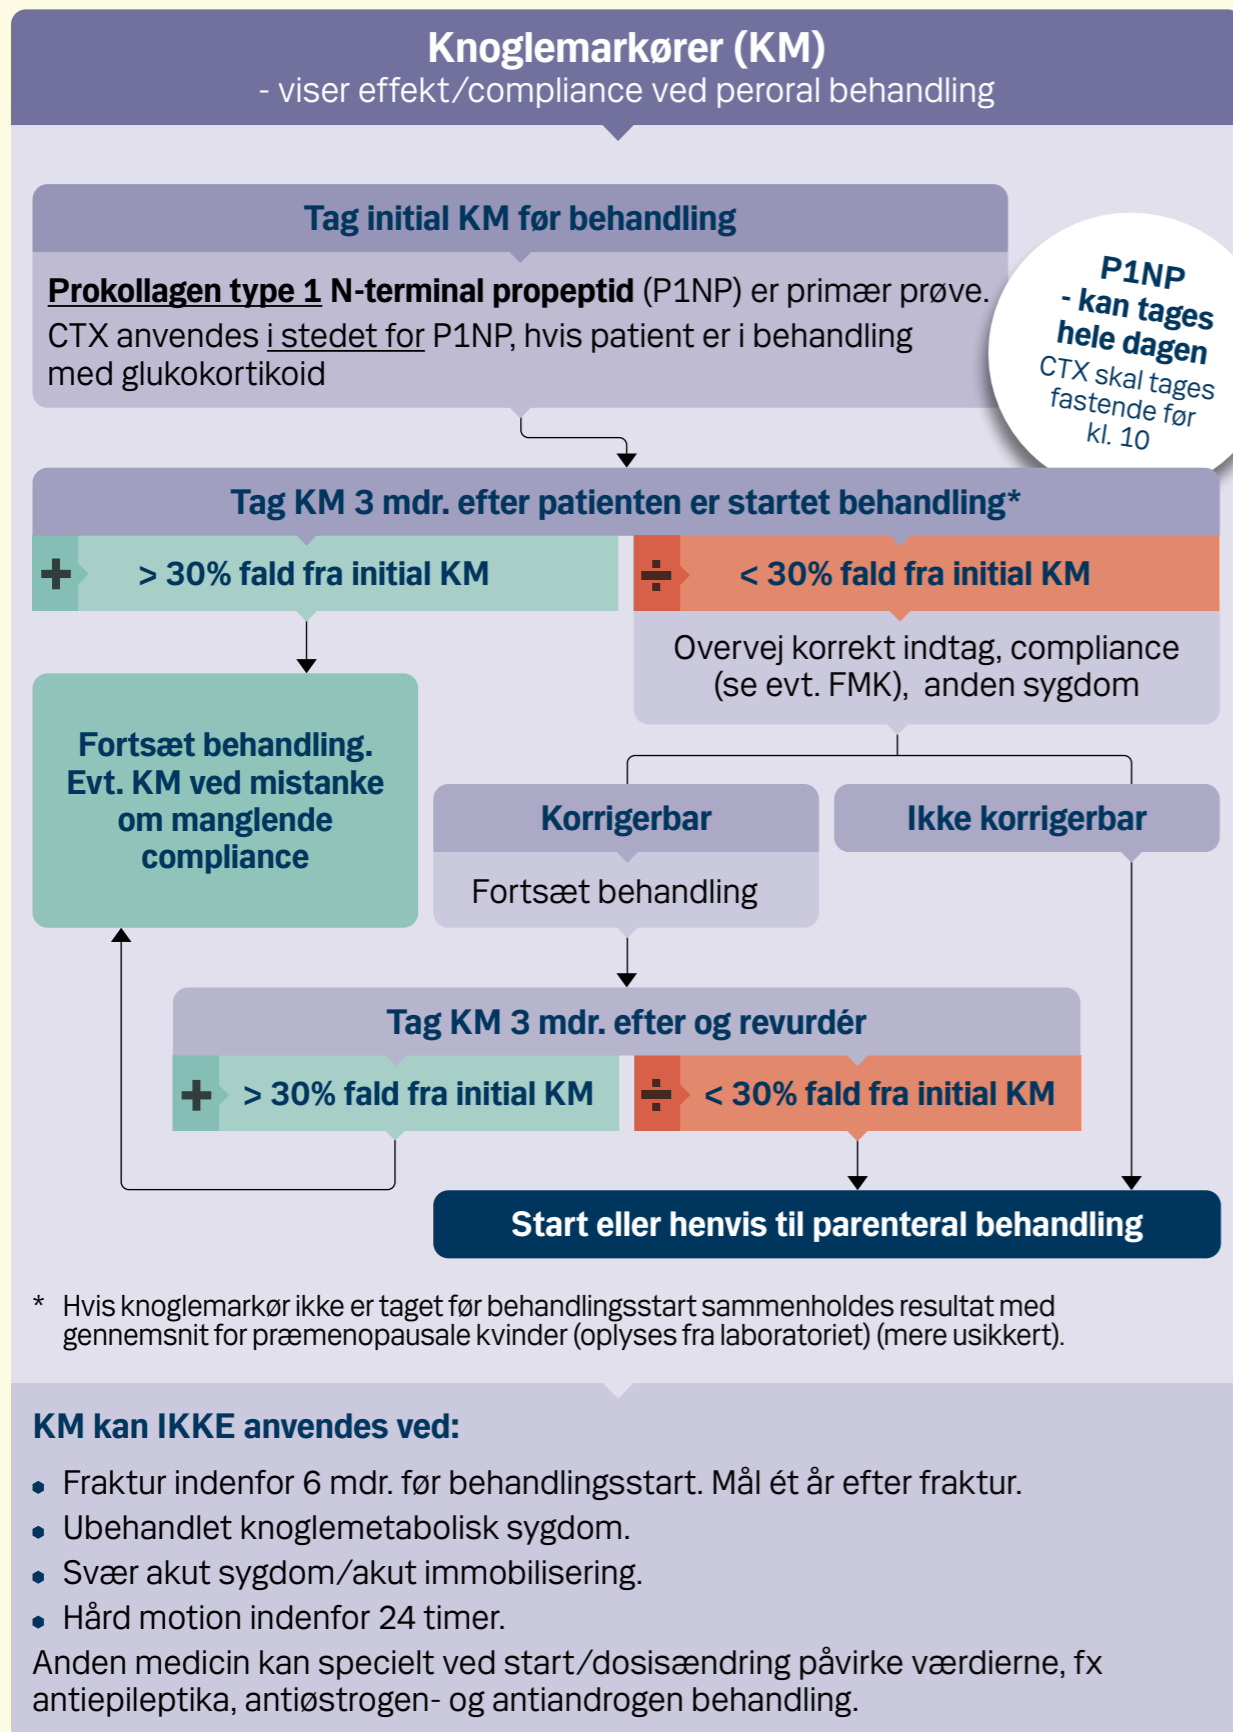 Knoglemarkører (KM)
- viser effekt/compliance ved peroral behandling
Tag initial KM før behandling
Prokollagen type 1 N-terminal propeptid (P1NP) er primær prøve.
CTX anvendes i stedet for P1NP, hvis patient er i behandling
med glukokortikoid
P1NP
- kan tages
hele dagen
CTX skal tages
fastende før
kl. 10
Tag KM 3 mdr. efter patienten er startet behandling*
+ > 30% fald fra initial KM
÷ < 30% fald fra initial KM
Overvej korrekt indtag, compliance
(se evt. FMK), anden sygdom
Fortsæt behandling.
Evt. KM ved mistanke
om manglende
compliance
Korrigerbar
Fortsæt behandling
Ikke korrigerbar
Tag KM 3 mdr. efter og revurdér
+ > 30% fald fra initial KM
÷ < 30% fald fra initial KM
Start eller henvis til parenteral behandling
* Hvis knoglemarkør ikke er taget før behandlingsstart sammenholdes resultat med
gennemsnit for præmenopausale kvinder (oplyses fra laboratoriet) (mere usikkert).
KM kan IKKE anvendes ved:
• Fraktur indenfor 6 mdr. før behandlingsstart. Mål ét år efter fraktur.
• Ubehandlet knoglemetabolisk sygdom.
• Svær akut sygdom/akut immobilisering.
• Hård motion indenfor 24 timer.
Anden medicin kan specielt ved start/dosisændring påvirke værdierne, fx
antiepileptika, antiøstrogen- og antiandrogen behandling.